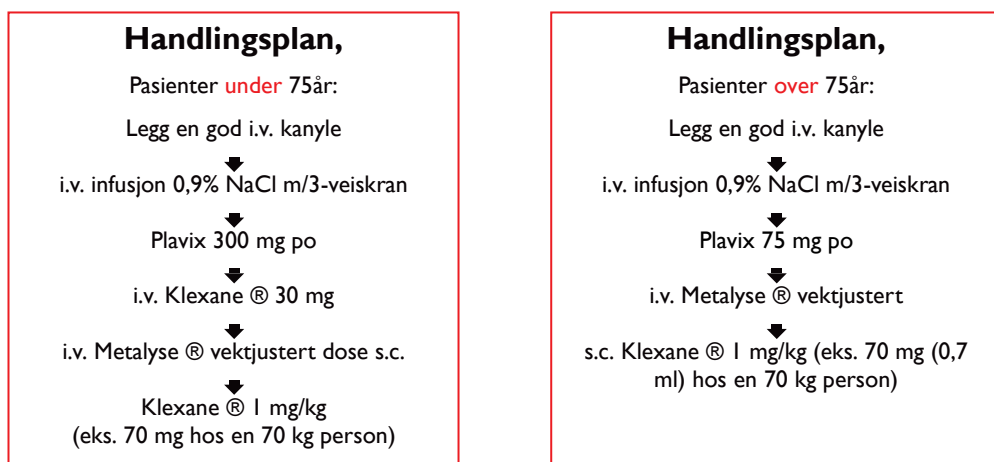 Handlingsplan,
Pasienter under 75år:
Legg en god i.v. kanyle
i.v. infusjon 0,9% NaCl m/3-veiskran
Plavix 300 mg po
i.v. Klexane ® 30 mg
i.v. Metalyse ® vektjustert dose s.c.
Klexane ® 1 mg/kg
(eks. 70 mg hos en 70 kg person)
Handlingsplan,
Pasienter over 75år:
Legg en god i.v. kanyle
i.v. infusjon 0,9% NaCl m/3-veiskran
Plavix 75 mg po
i.v. Metalyse ® vektjustert
s.c. Klexane ® 1 mg/kg (eks. 70 mg (0,7
ml) hos en 70 kg person)